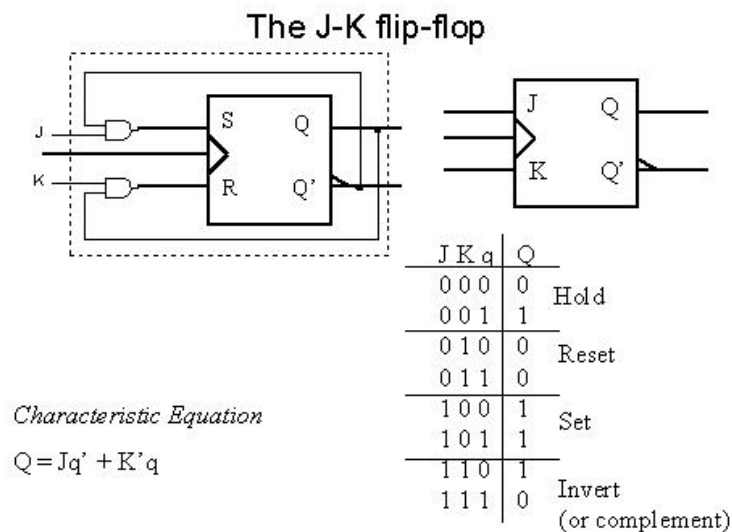 The J-K flip-flop
J
K
S Q
R Q'
J Q
K Q'
J K q Q
0 0 0 0
0 0 1 1
Hold
0 1 0 0
0 1 1 0
Reset
1 0 0 1
1 0 1 1
Set
1 1 0 1
1 1 1 0
Invert
(or complement)
Characteristic Equation
Q = Jq' + K'q